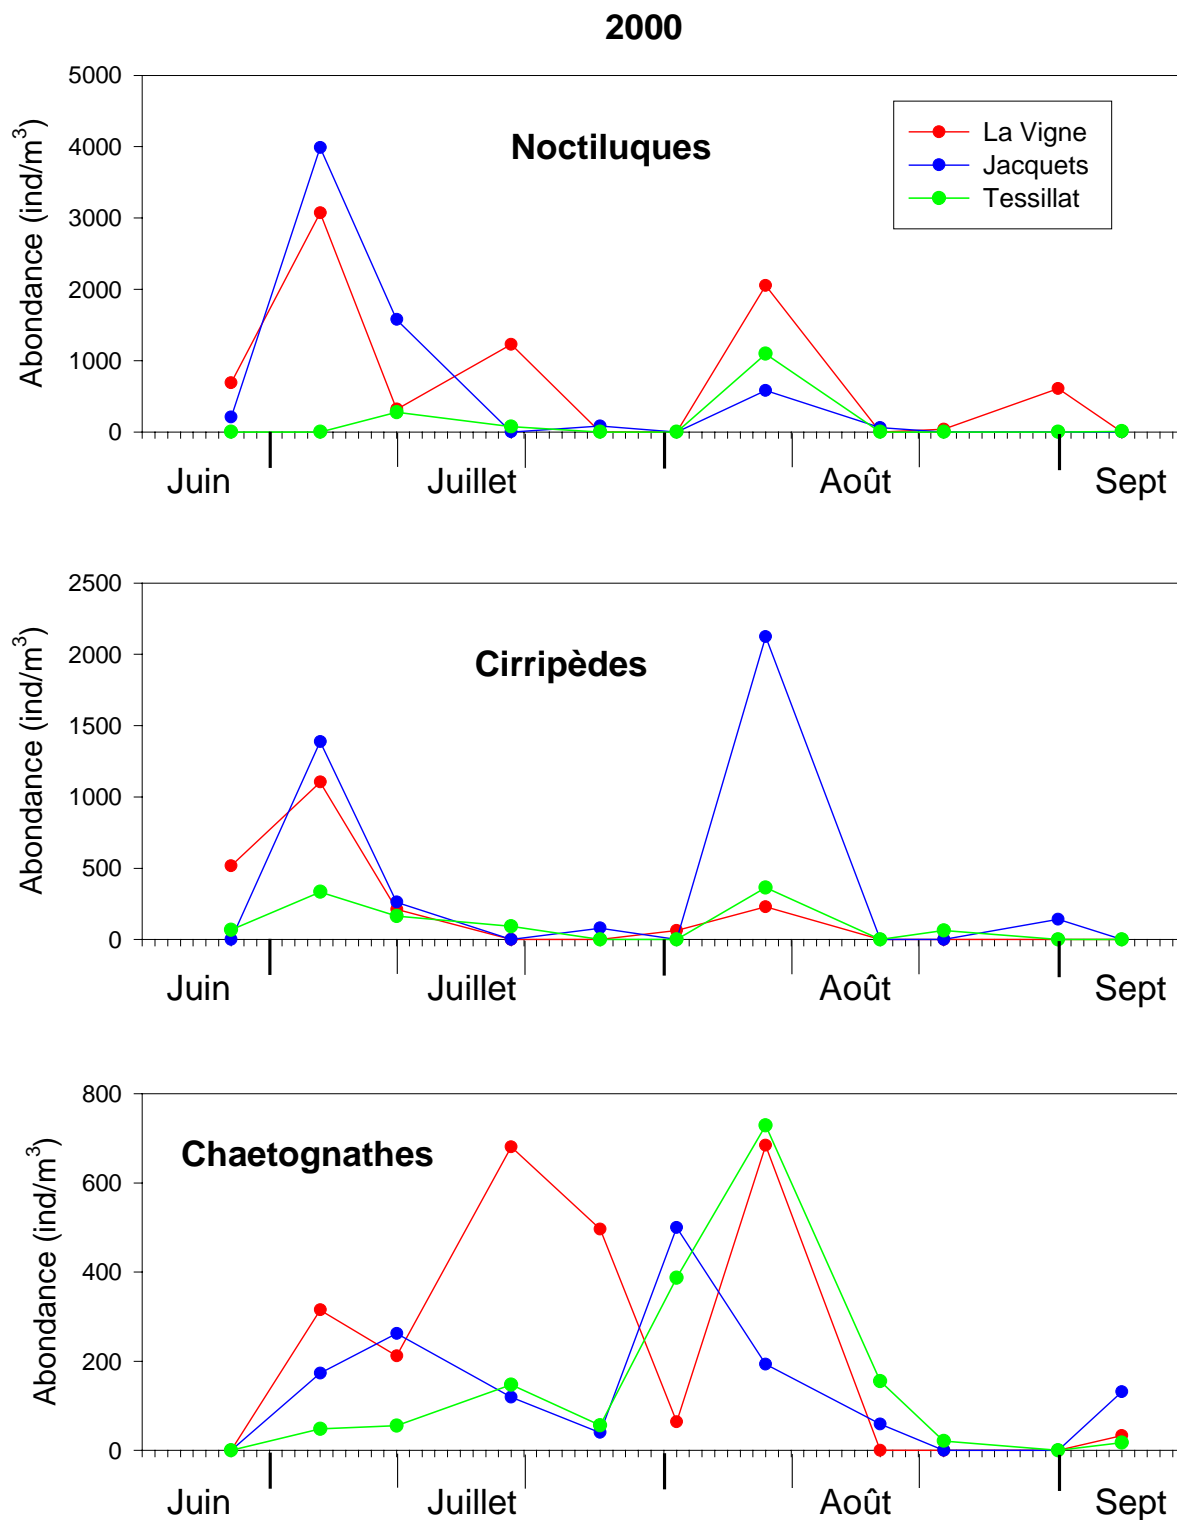 2000
5000
4000
3000
2000
1000
0
Abondance (ind/m³)
Noctiluques
La Vigne
Jacquets
Tessillat
Juin Juillet Août Sept
2500
2000
1500
1000
500
0
Abondance (ind/m³)
Cirripèdes
Juin Juillet Août Sept
800
600
400
200
0
Abondance (ind/m³)
Chaetognathes
Juin Juillet Août Sept